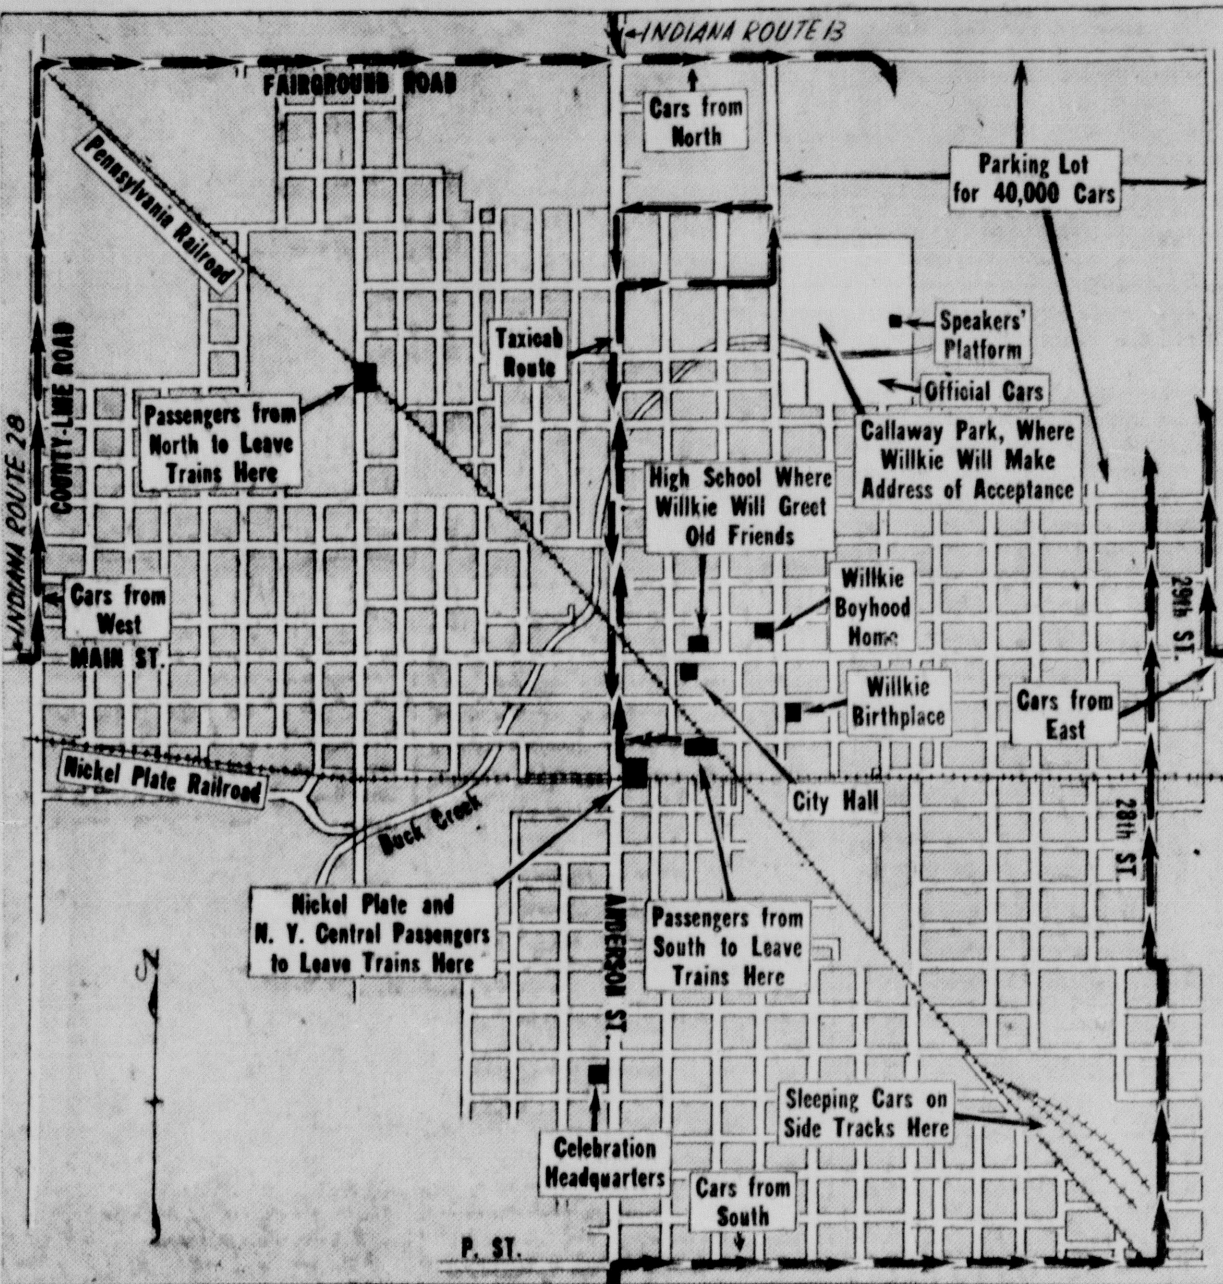 INDIANA ROUTE 13
FAIRGROUND ROAD
Cars from
North
Pennsylvania Railroad
Parking Lot
for 40,000 Cars
Taxicab
Route
Speakers'
Platform
Official Cars
COUNTY-LINE ROAD
INDIANA ROUTE 28
Passengers from
North to Leave
Trains Here
Callaway Park, Where
Willkie Will Make
Address of Acceptance
High School Where
Willkie Will Greet
Old Friends
Willkie
Boyhood
Home
Cars from
West
MAIN ST.
29th ST.
Willkie
Birthplace
Cars from
East
Nickel Plate Railroad
City Hall
Buck Creek
28th ST.
Nickel Plate and
N. Y. Central Passengers
to Leave Trains Here
ANDERSON ST.
Passengers from
South to Leave
Trains Here
N
Sleeping Cars on
Side Tracks Here
Celebration
Headquarters
Cars from
South
P. ST.